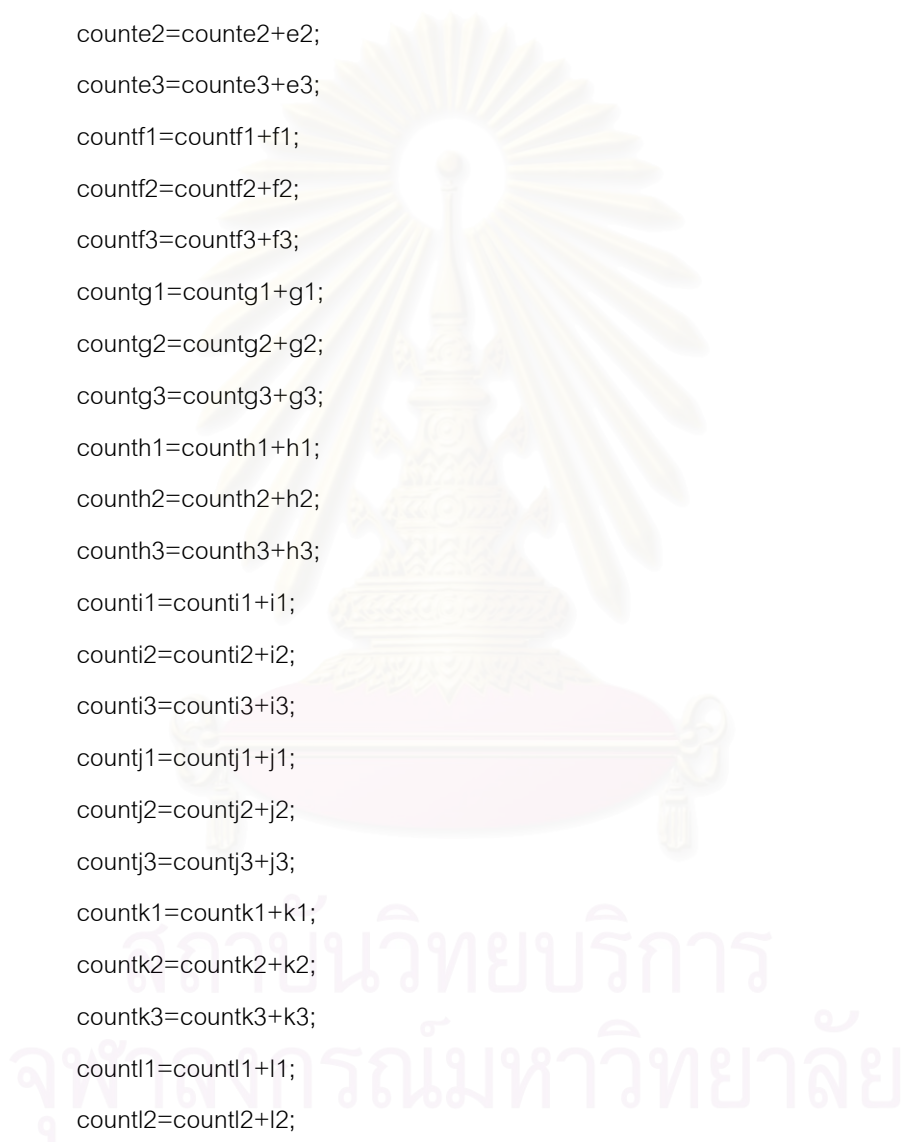 counte2=counte2+e2;
counte3=counte3+e3;
countf1=countf1+f1;
countf2=countf2+f2;
countf3=countf3+f3;
countg1=countg1+g1;
countg2=countg2+g2;
countg3=countg3+g3;
counth1=counth1+h1;
counth2=counth2+h2;
counth3=counth3+h3;
counti1=counti1+i1;
counti2=counti2+i2;
counti3=counti3+i3;
countj1=countj1+j1;
countj2=countj2+j2;
countj3=countj3+j3;
countk1=countk1+k1;
countk2=countk2+k2;
countk3=countk3+k3;
countl1=countl1+l1;
countl2=countl2+l2;
สถาบันวิทยบริการ
จุฬาลงกรณ์มหาวิทยาลัย